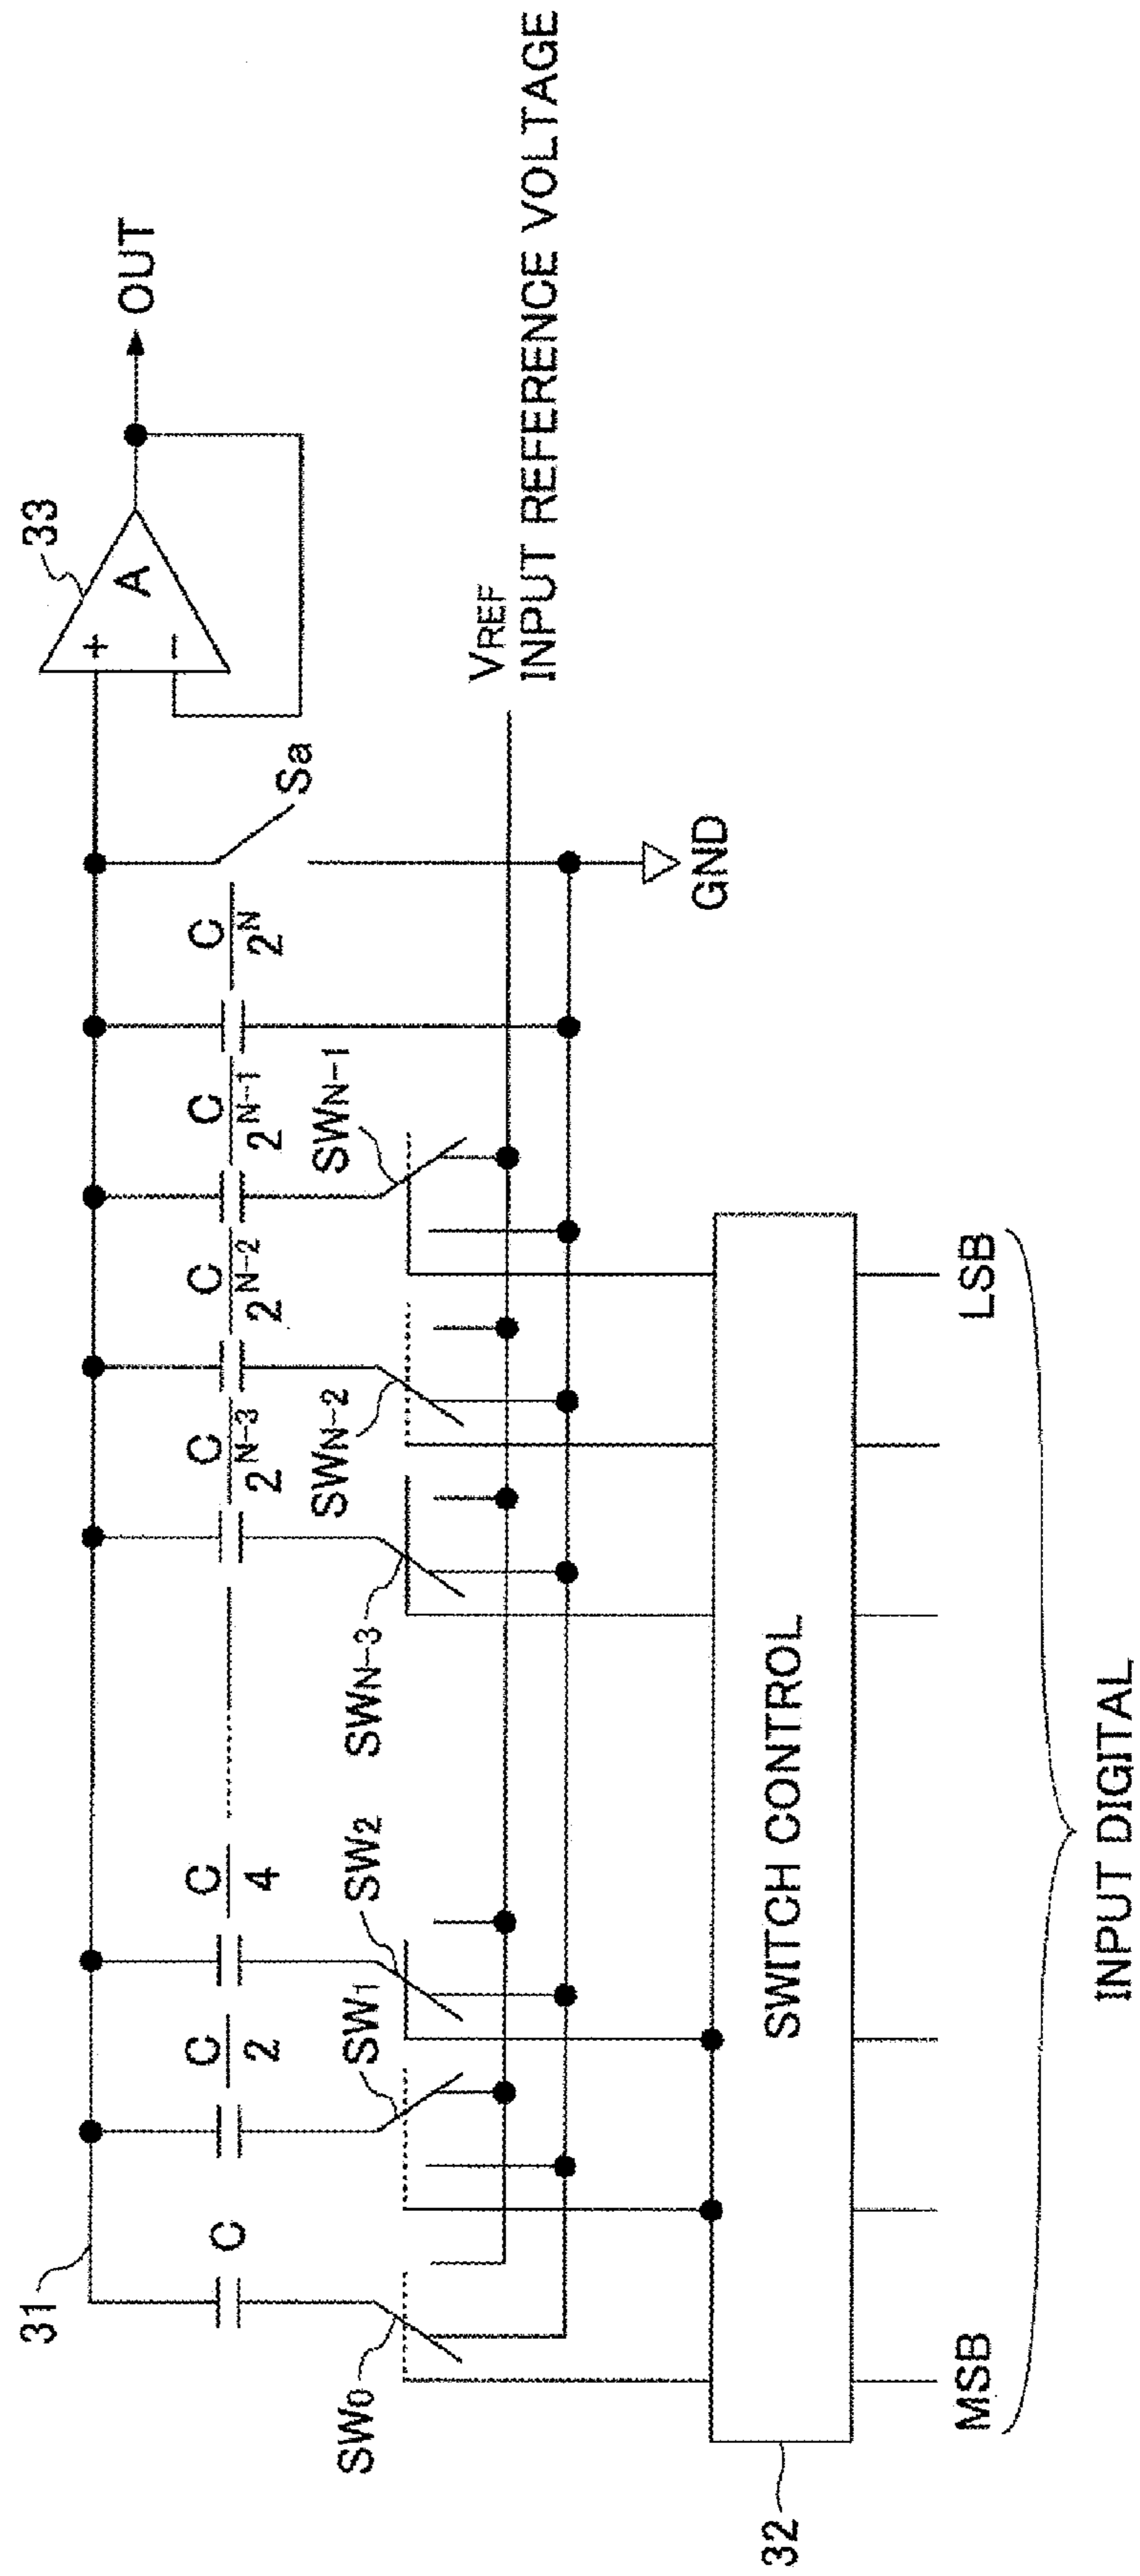 31
C
C
2
C
4
C
2N-3
C
2N-2
C
2N-1
C
2N
33
A
+
−
OUT
Sa
SW0
SW1
SW2
SWN-3
SWN-2
SWN-1
VREF
INPUT REFERENCE VOLTAGE
GND
32
SWITCH CONTROL
MSB
LSB
INPUT DIGITAL